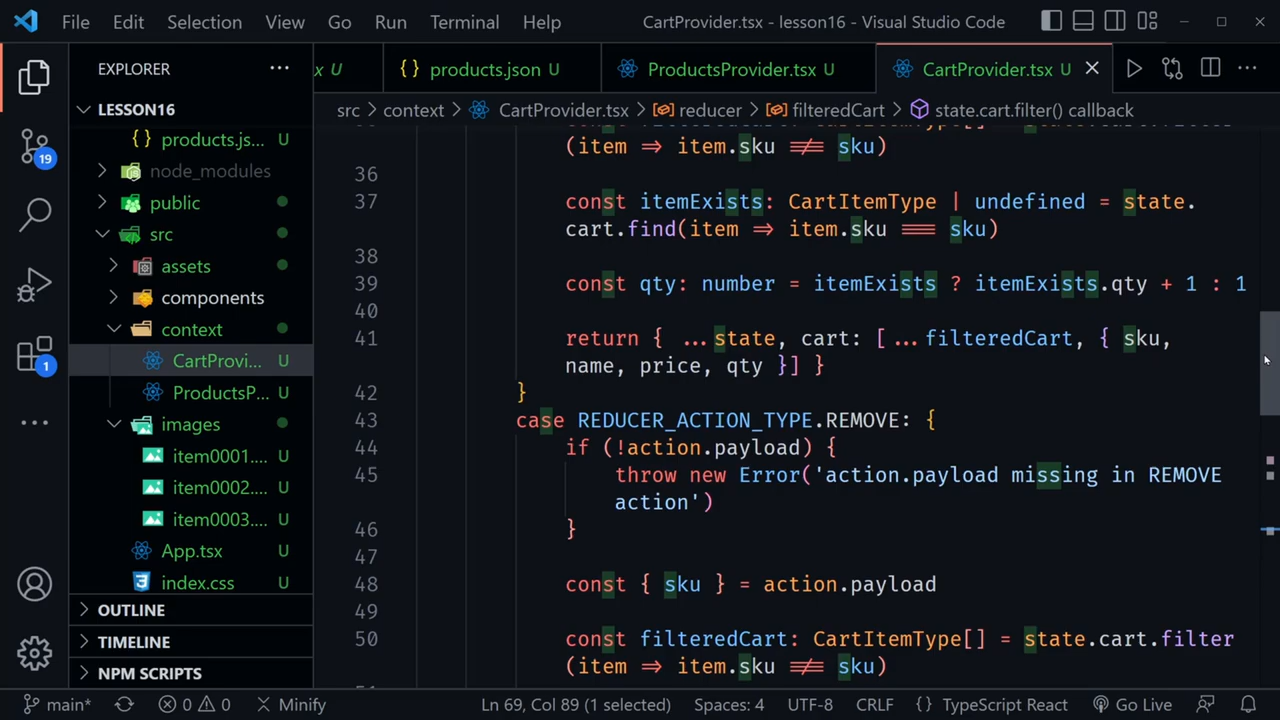 File Edit Selection View Go Run Terminal Help CartProvider.tsx - lesson16 - Visual Studio Code
EXPLORER ··· x U {} products.json U ProductsProvider.tsx U CartProvider.tsx U
LESSON16
src > context > CartProvider.tsx > reducer > filteredCart > state.cart.filter() callback
{} products.js... U
node_modules
public
src
assets
components
context
CartProvi... U
ProductsP... U
images
item0001.... U
item0002.... U
item0003.... U
App.tsx U
index.css U
OUTLINE
TIMELINE
NPM SCRIPTS
19
1
(item => item.sku !== sku)
36
37 const itemExists: CartItemType | undefined = state.
cart.find(item => item.sku === sku)
38
39 const qty: number = itemExists ? itemExists.qty + 1 : 1
40
41 return { ...state, cart: [...filteredCart, { sku,
name, price, qty }] }
42 }
43 case REDUCER_ACTION_TYPE.REMOVE: {
44 if (!action.payload) {
45 throw new Error('action.payload missing in REMOVE
action')
46 }
47
48 const { sku } = action.payload
49
50 const filteredCart: CartItemType[] = state.cart.filter
(item => item.sku !== sku)
main* 0 0 Minify Ln 69, Col 89 (1 selected) Spaces: 4 UTF-8 CRLF {} TypeScript React Go Live